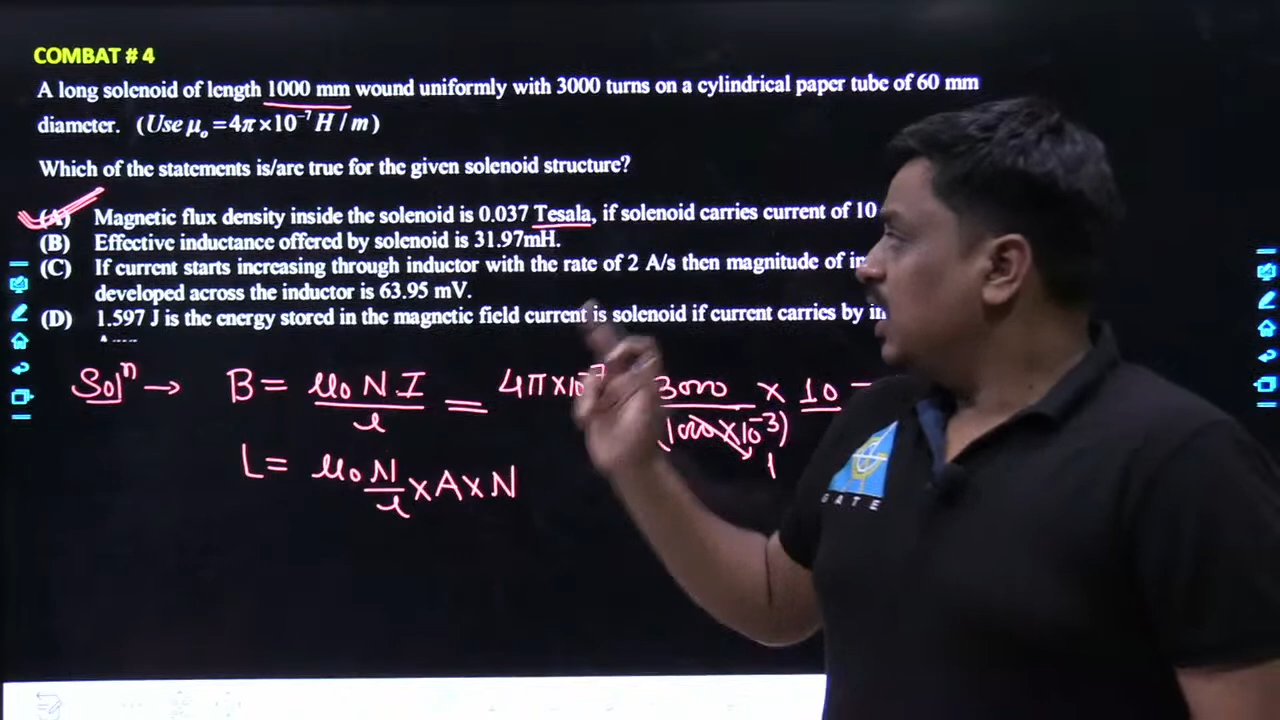 COMBAT # 4
A long solenoid of length 1000 mm wound uniformly with 3000 turns on a cylindrical paper tube of 60 mm
diameter. (Use μ₀ = 4π×10⁻⁷ H / m)
Which of the statements is/are true for the given solenoid structure?
(A) Magnetic flux density inside the solenoid is 0.037 Tesala, if solenoid carries current of 10
(B) Effective inductance offered by solenoid is 31.97mH.
(C) If current starts increasing through inductor with the rate of 2 A/s then magnitude of
developed across the inductor is 63.95 mV.
(D) 1.597 J is the energy stored in the magnetic field current is solenoid if current carries by
Solⁿ → B = μ₀ N I / l = 4π×10⁻⁷ 3000 × 10 / (1000×10⁻³) 1
L = μ₀ N / l × A × N
GATE